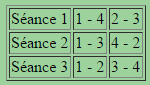 Séance 1 1 - 4 2 - 3
Séance 2 1 - 3 4 - 2
Séance 3 1 - 2 3 - 4